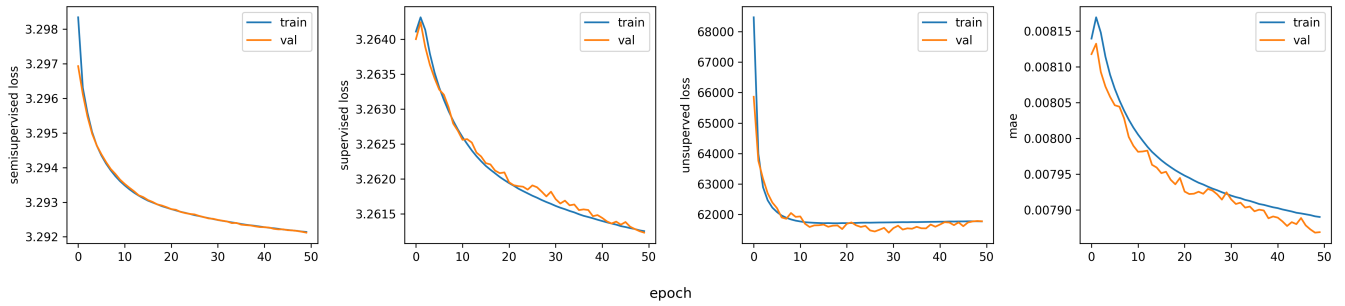 semisupervised loss
3.298
3.297
3.296
3.295
3.294
3.293
3.292
0 10 20 30 40 50
train
val
supervised loss
3.2640
3.2635
3.2630
3.2625
3.2620
3.2615
0 10 20 30 40 50
train
val
unsuperved loss
68000
67000
66000
65000
64000
63000
62000
0 10 20 30 40 50
train
val
mae
0.00815
0.00810
0.00805
0.00800
0.00795
0.00790
0 10 20 30 40 50
train
val
epoch